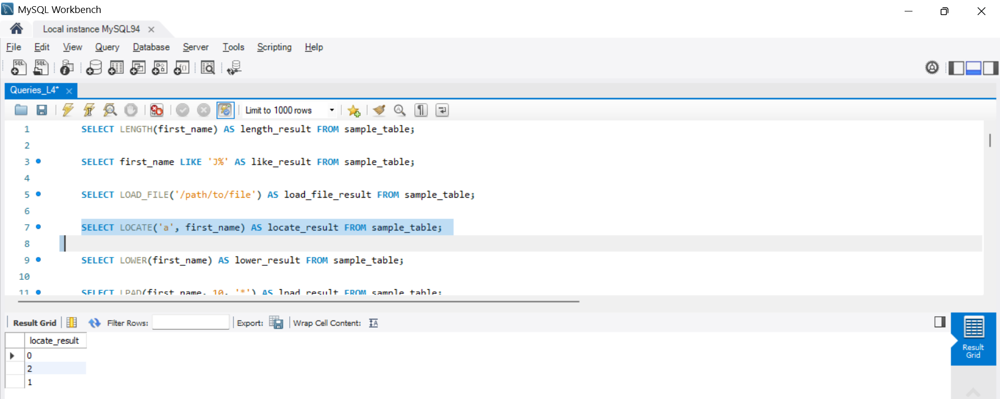 MySQL Workbench
Local instance MySQL94
File Edit View Query Database Server Tools Scripting Help
Queries_L4*
Limit to 1000 rows
1 SELECT LENGTH(first_name) AS length_result FROM sample_table;
2
3 SELECT first_name LIKE 'J%' AS like_result FROM sample_table;
4
5 SELECT LOAD_FILE('/path/to/file') AS load_file_result FROM sample_table;
6
7 SELECT LOCATE('a', first_name) AS locate_result FROM sample_table;
8
9 SELECT LOWER(first_name) AS lower_result FROM sample_table;
10
11 SELECT LPAD(first_name, 10, '*') AS lpad_result FROM sample_table;
Result Grid Filter Rows: Export: Wrap Cell Content:
locate_result
0
2
1
Result
Grid